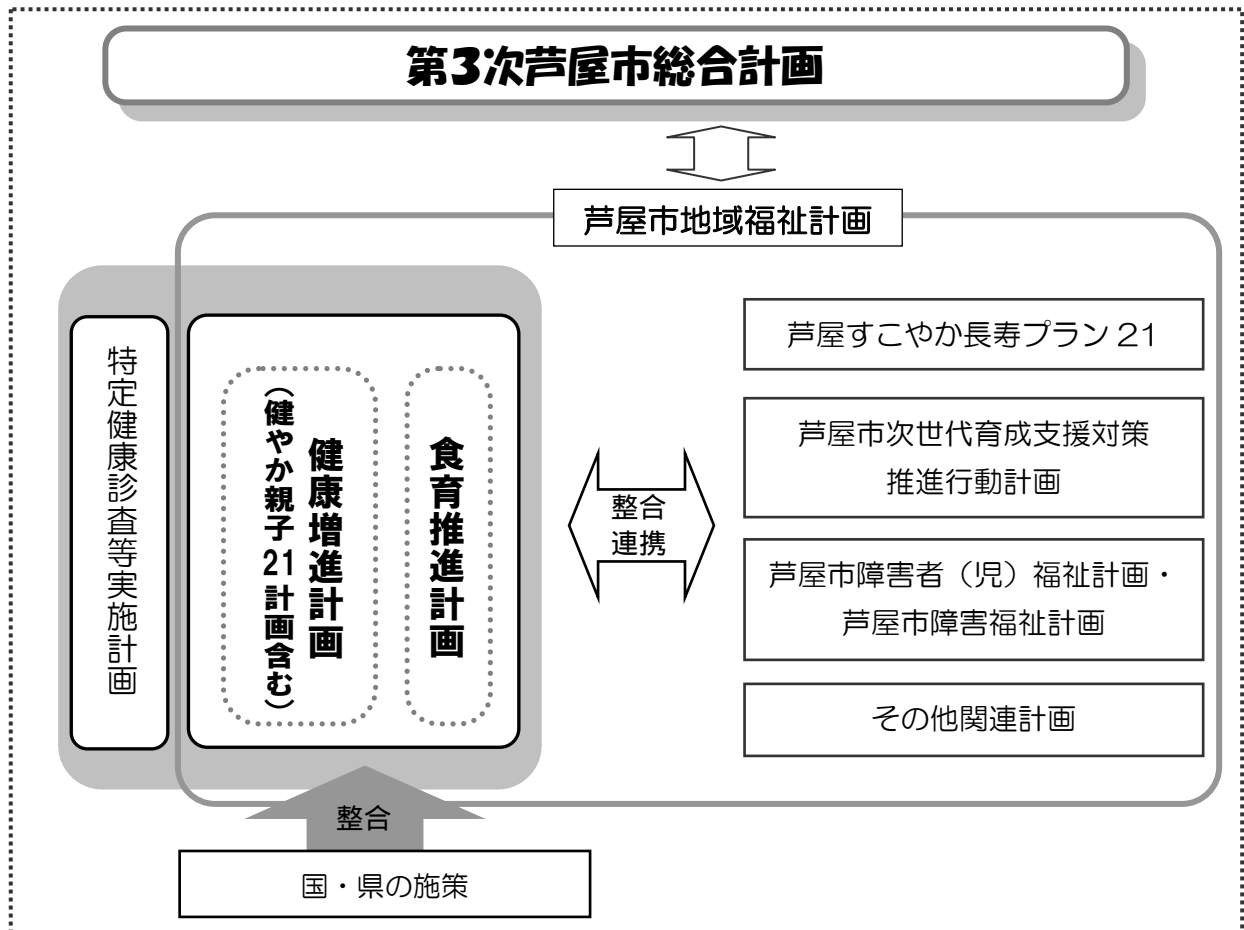 第3次芦屋市総合計画
芦屋市地域福祉計画
特定健康診査等実施計画
健康増進計画
（健やか親子21計画含む）
食育推進計画
整合
連携
芦屋すこやか長寿プラン 21
芦屋市次世代育成支援対策
推進行動計画
芦屋市障害者（児）福祉計画・
芦屋市障害福祉計画
その他関連計画
整合
国・県の施策